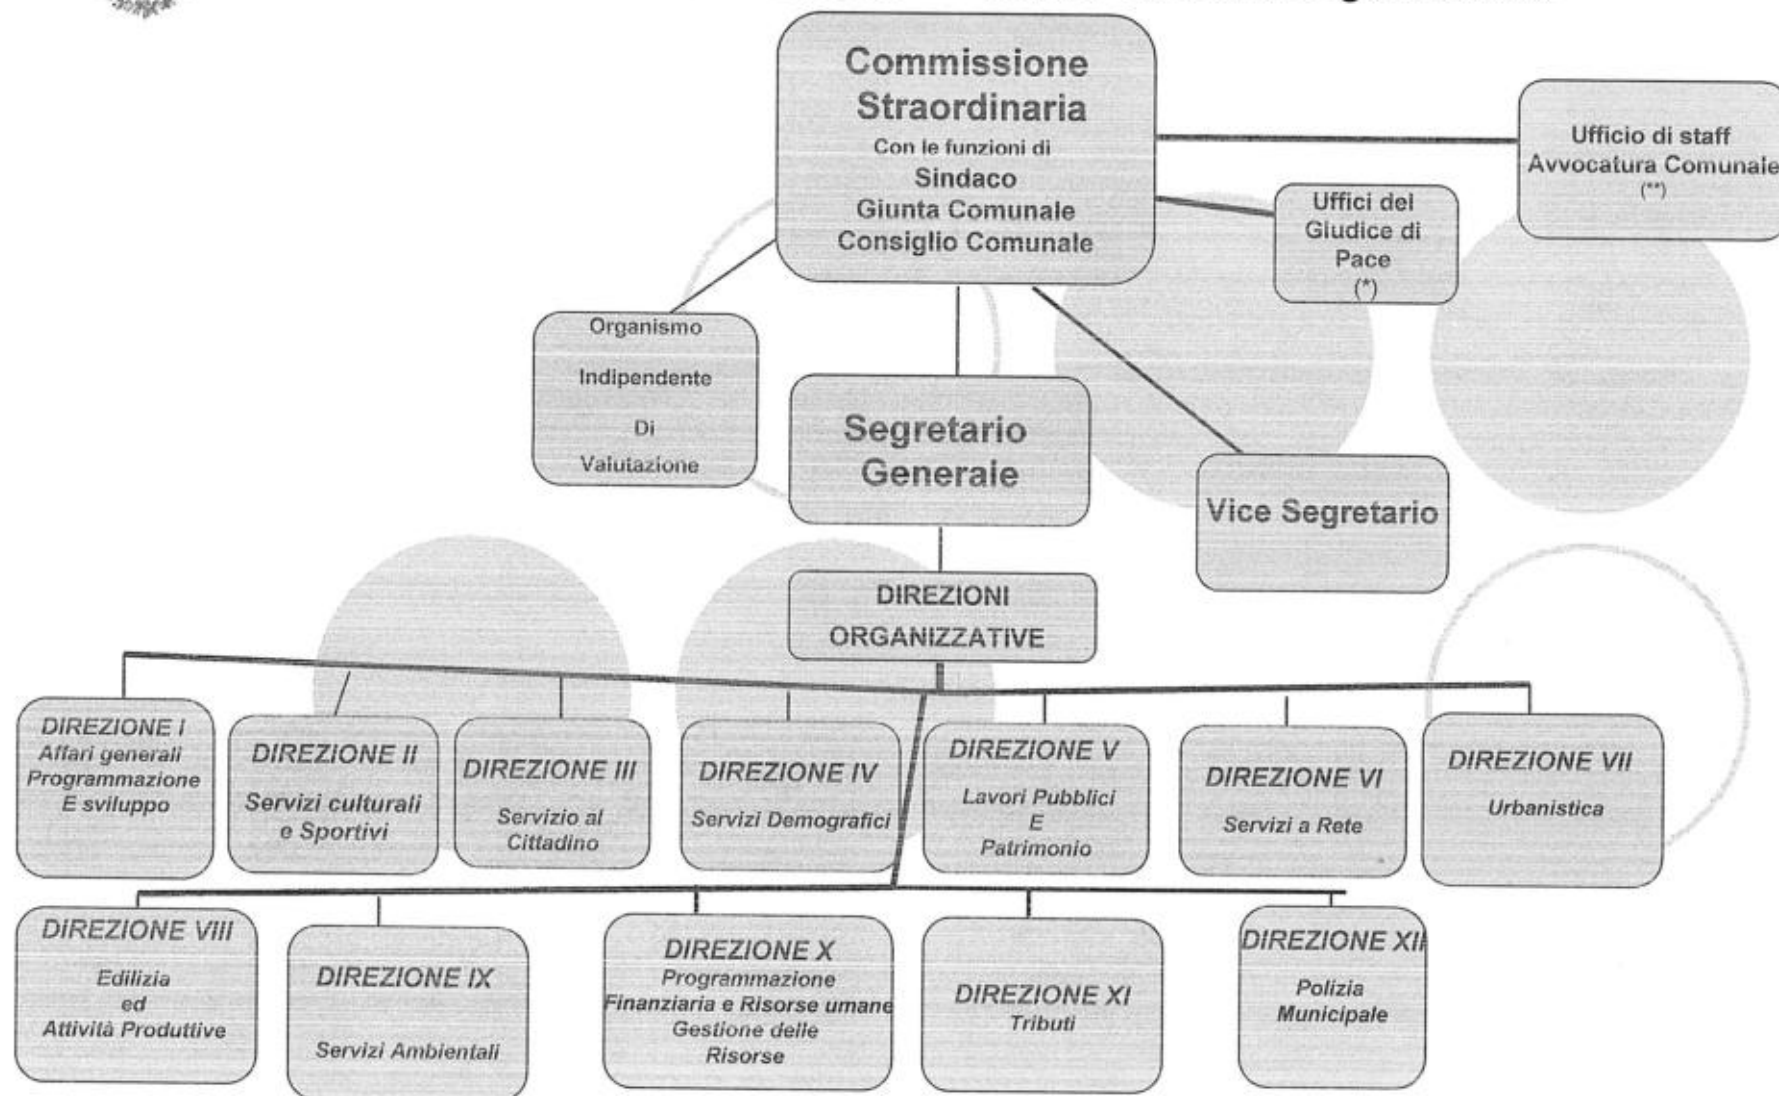 Commissione
Straordinaria
Con le funzioni di
Sindaco
Giunta Comunale
Consiglio Comunale
Ufficio di staff
Avvocatura Comunale
(**)
Uffici del
Giudice di
Pace
(*)
Organismo
Indipendente
Di
Valutazione
Segretario
Generale
Vice Segretario
DIREZIONI
ORGANIZZATIVE
DIREZIONE I
Affari generali
Programmazione
E sviluppo
DIREZIONE II
Servizi culturali
e Sportivi
DIREZIONE III
Servizio al
Cittadino
DIREZIONE IV
Servizi Demografici
DIREZIONE V
Lavori Pubblici
E
Patrimonio
DIREZIONE VI
Servizi a Rete
DIREZIONE VII
Urbanistica
DIREZIONE VIII
Edilizia
ed
Attività Produttive
DIREZIONE IX
Servizi Ambientali
DIREZIONE X
Programmazione
Finanziaria e Risorse umane
Gestione delle
Risorse
DIREZIONE XI
Tributi
DIREZIONE XII
Polizia
Municipale